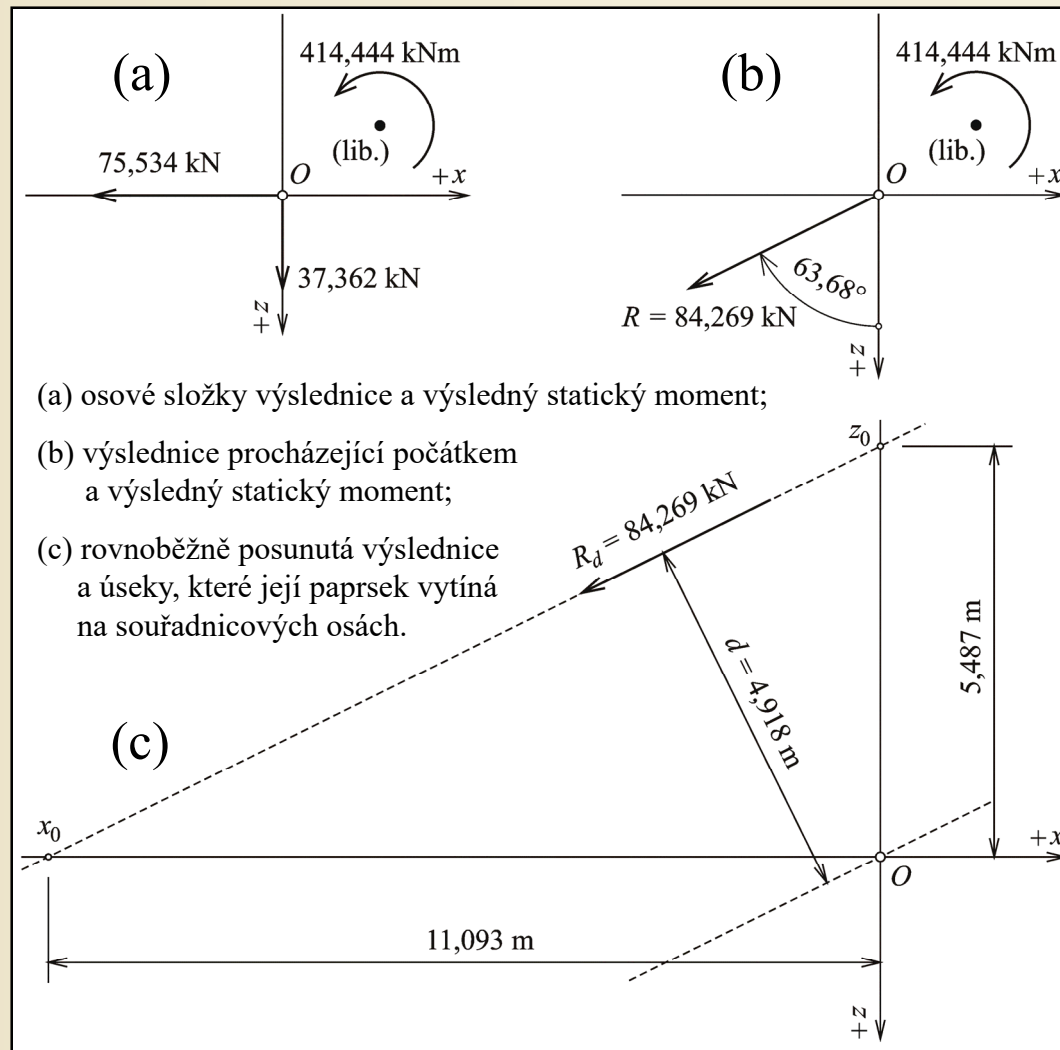 (a)
414,444 kNm
(lib.)
75,534 kN
O
+x
37,362 kN
+z
(b)
414,444 kNm
(lib.)
O
+x
63,68°
R = 84,269 kN
+z
(a) osové složky výslednice a výsledný statický moment;
(b) výslednice procházející počátkem
a výsledný statický moment;
(c) rovnoběžně posunutá výslednice
a úseky, které její paprsek vytíná
na souřadnicových osách.
z₀
R_d = 84,269 kN
d = 4,918 m
5,487 m
(c)
x₀
+x
O
11,093 m
+z